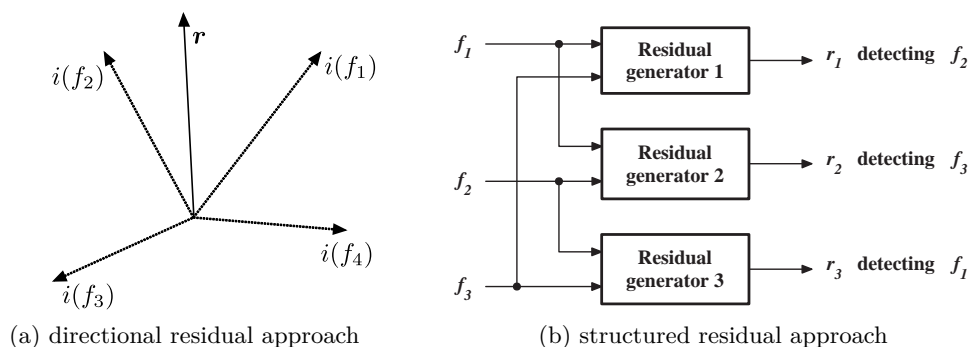 r
i(f₁)
i(f₂)
i(f₃)
i(f₄)
(a) directional residual approach
f₁
f₂
f₃
Residual
generator 1
Residual
generator 2
Residual
generator 3
r₁ detecting f₂
r₂ detecting f₃
r₃ detecting f₁
(b) structured residual approach